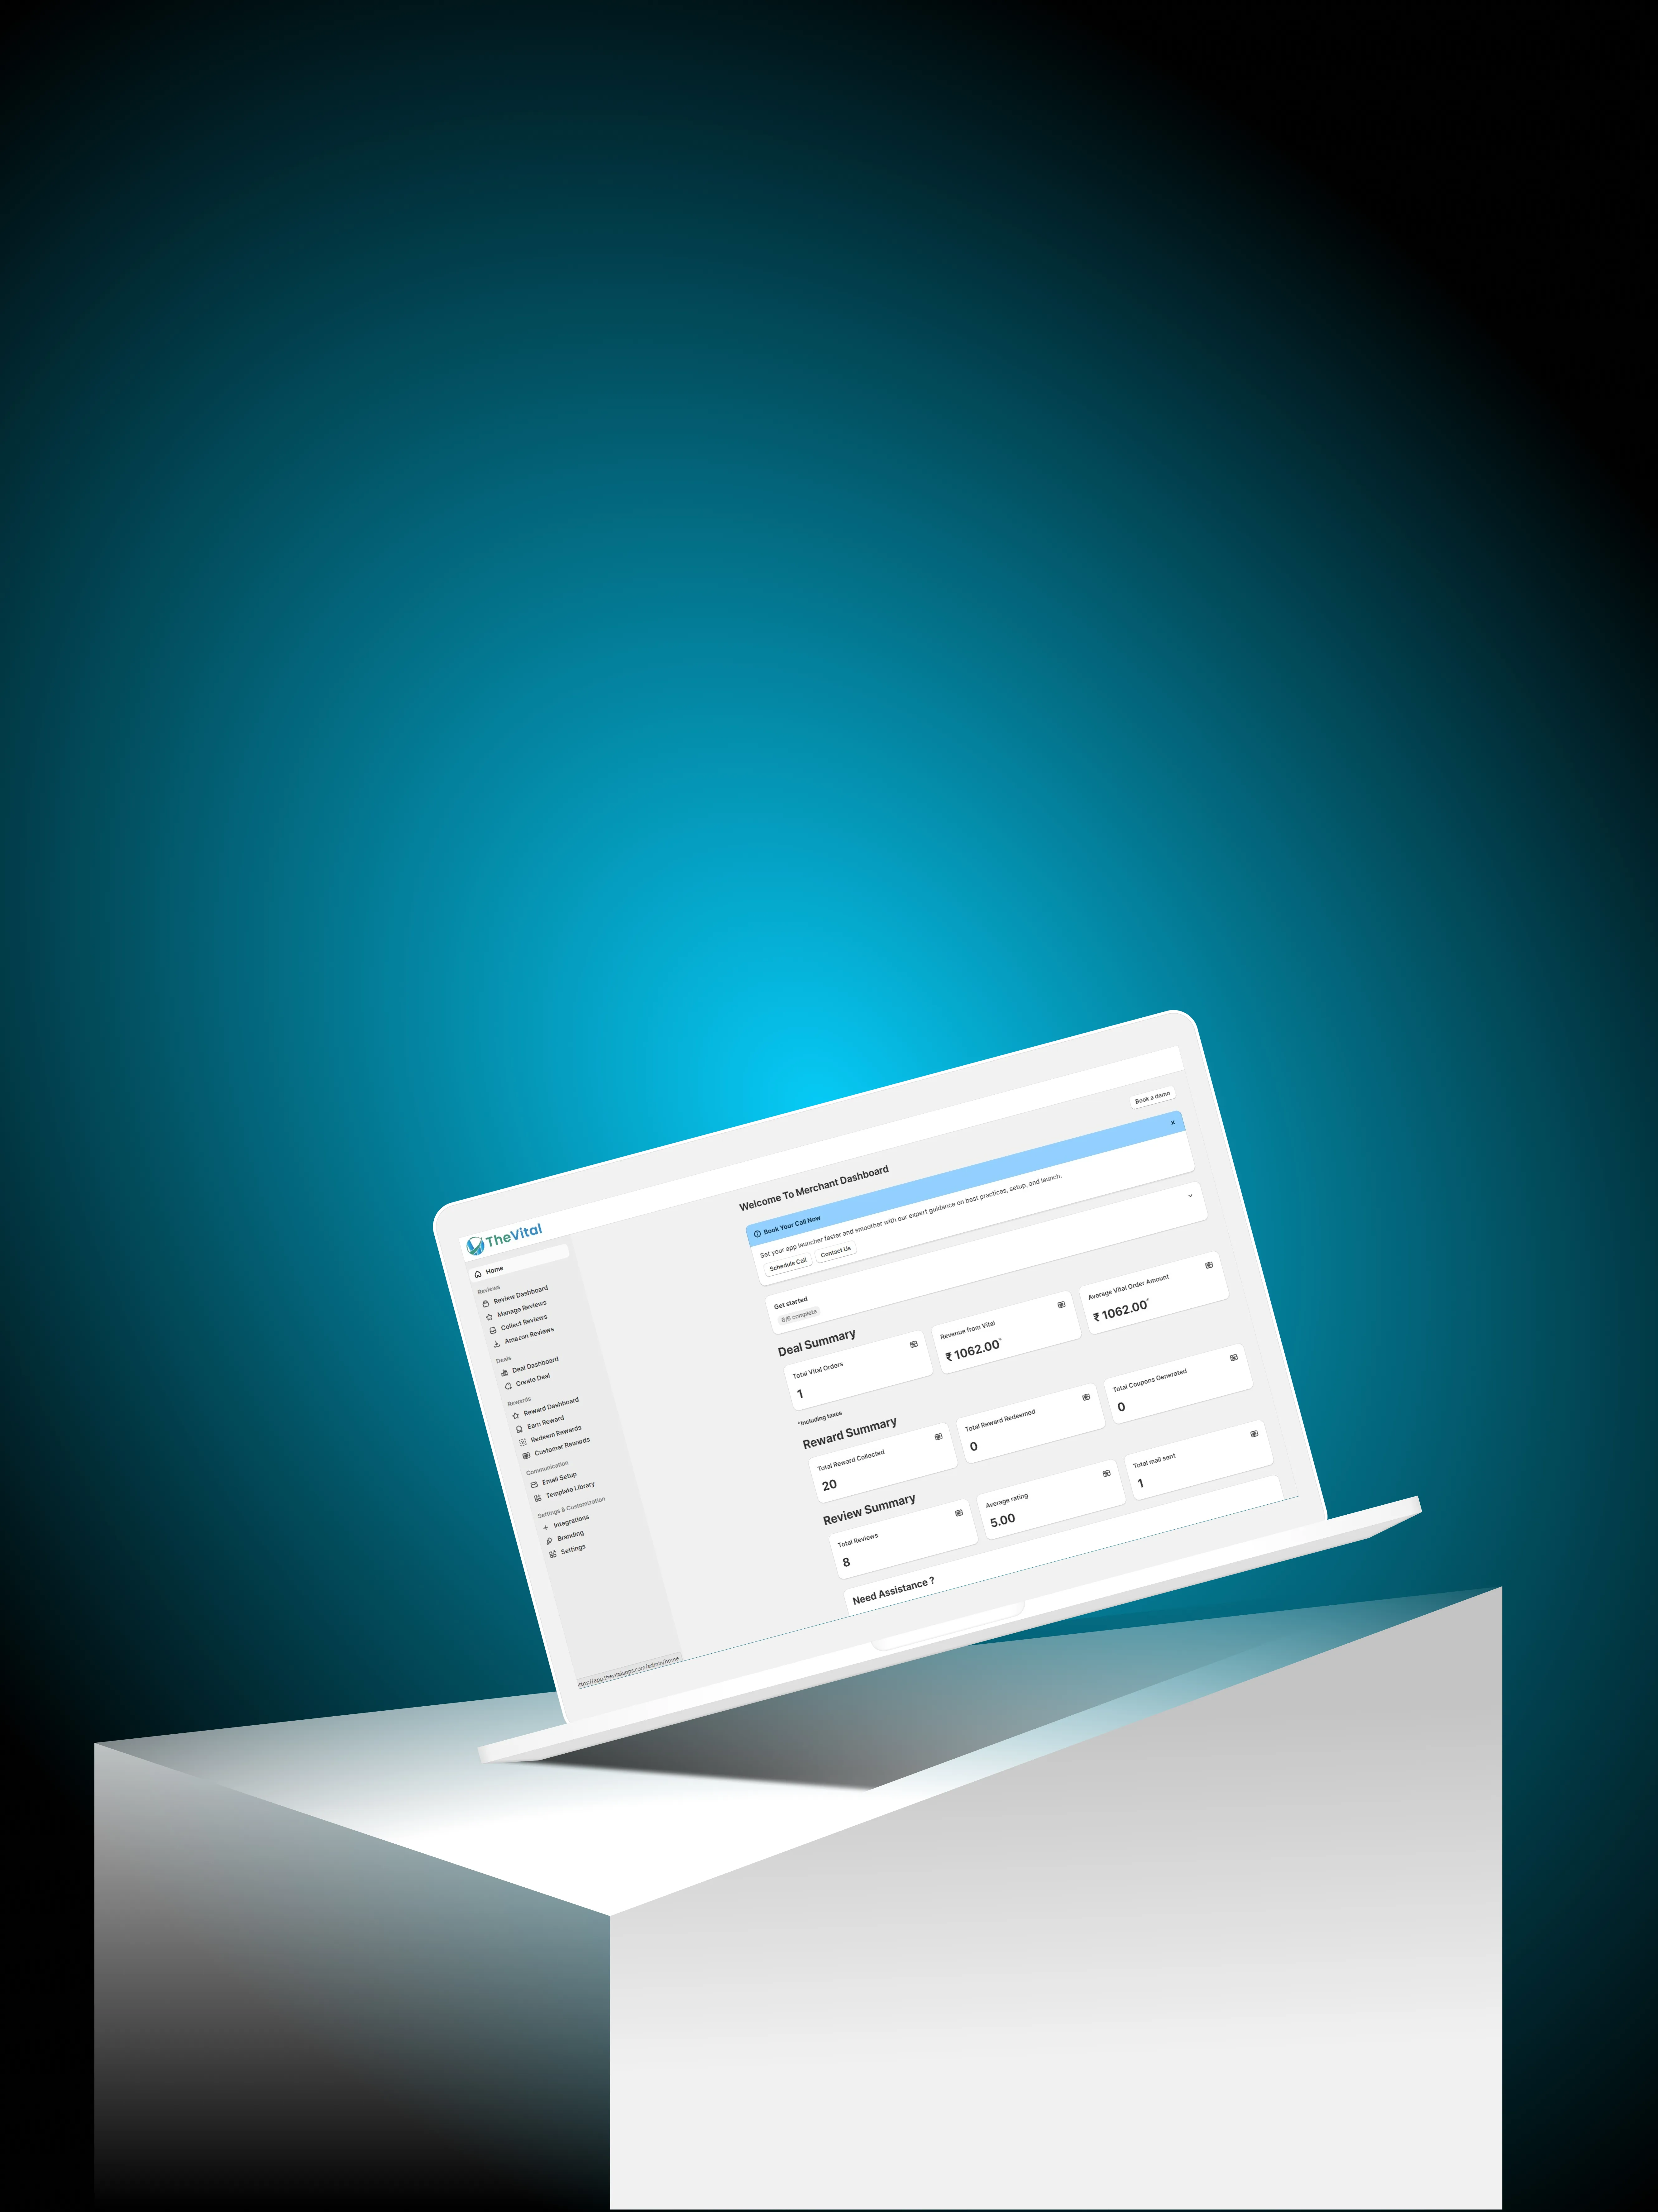 TheVital
Home
Reviews
Review Dashboard
Manage Reviews
Collect Reviews
Amazon Reviews
Deals
Deal Dashboard
Create Deal
Rewards
Reward Dashboard
Earn Reward
Redeem Rewards
Customer Rewards
Communication
Email Setup
Template Library
Settings & Customization
Integrations
Branding
Settings
ttps://app.thevitalapps.com/admin/home
Book a demo
Welcome To Merchant Dashboard
Book Your Call Now
Set your app launcher faster and smoother with our expert guidance on best practices, setup, and launch.
Schedule Call
Contact Us
Get started
6/6 complete
Deal Summary
Total Vital Orders
1
Revenue from Vital
₹ 1062.00*
Average Vital Order Amount
₹ 1062.00*
*Including taxes
Reward Summary
Total Reward Collected
20
Total Reward Redeemed
0
Total Coupons Generated
0
Review Summary
Total Reviews
8
Average rating
5.00
Total mail sent
1
Need Assistance ?